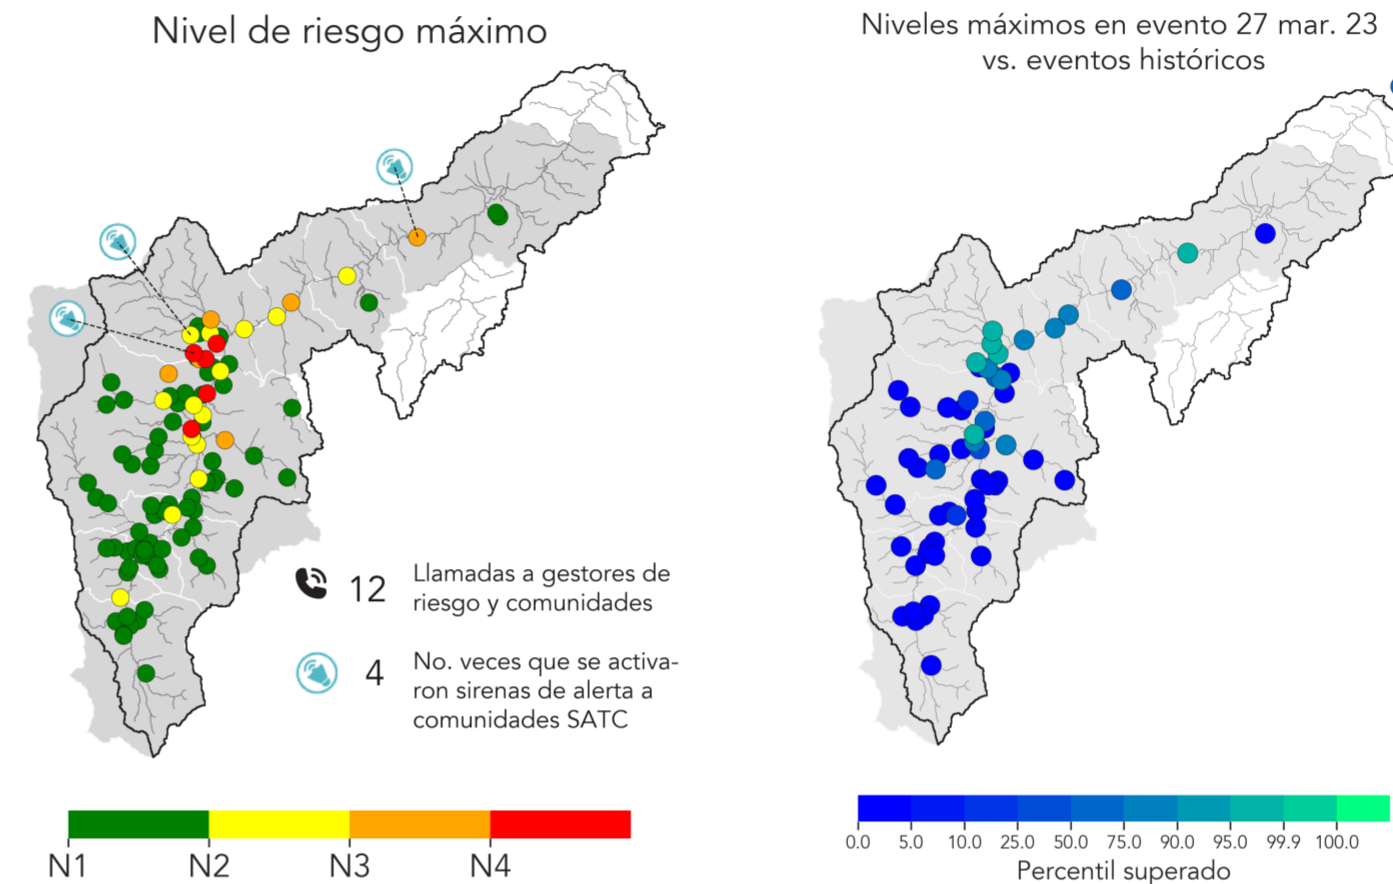 Nivel de riesgo máximo
12
Llamadas a gestores de
riesgo y comunidades
4
No. veces que se activa-
ron sirenas de alerta a
comunidades SATC
N1 N2 N3 N4
Niveles máximos en evento 27 mar. 23
vs. eventos históricos
0.0 5.0 10.0 25.0 50.0 75.0 90.0 95.0 99.9 100.0
Percentil superado